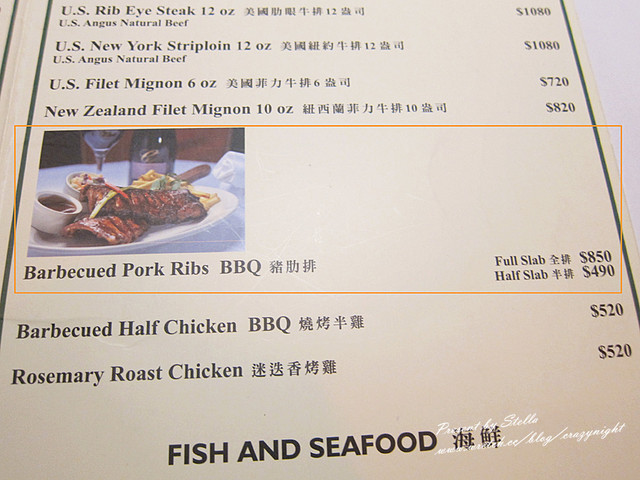 U.S. Rib Eye Steak 12 oz 美國肋眼牛排12盎司 $1080
U.S. Angus Natural Beef
U.S. New York Striploin 12 oz 美國紐約牛排12盎司 $1080
U.S. Angus Natural Beef
U.S. Filet Mignon 6 oz 美國菲力牛排6盎司 $720
New Zealand Filet Mignon 10 oz 紐西蘭菲力牛排10盎司 $820
Barbecued Pork Ribs BBQ 豬肋排
Full Slab 全排 $850
Half Slab 半排 $490
Barbecued Half Chicken BBQ 燒烤半雞 $520
Rosemary Roast Chicken 迷迭香烤雞 $520
FISH AND SEAFOOD 海鮮
Present by Stella
/blog/crazynight